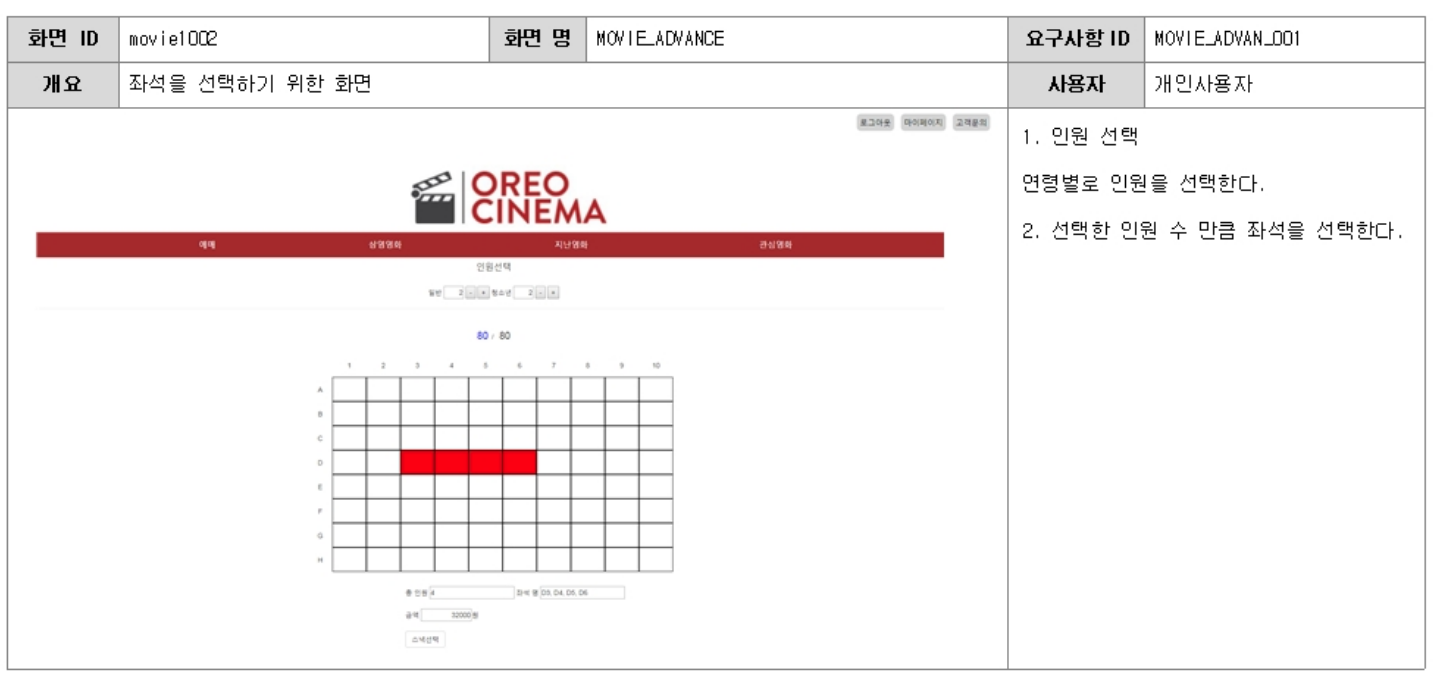 화면 ID movie1002 화면 명 MOVIE_ADVANCE 요구사항 ID MOVIE_ADVAN_001
개요 좌석을 선택하기 위한 화면 사용자 개인사용자
로그아웃 마이페이지 고객문의
OREO
CINEMA
예매 상영영화 지난영화 관심영화
인원선택
일반 2 - + 청소년 2 - +
80 / 80
1 2 3 4 5 6 7 8 9 10
A
B
C
D
E
F
G
H
총 인원 4 좌석 명 D3, D4, D5, D6
금액 32000 원
스낵선택
1. 인원 선택
연령별로 인원을 선택한다.
2. 선택한 인원 수 만큼 좌석을 선택한다.